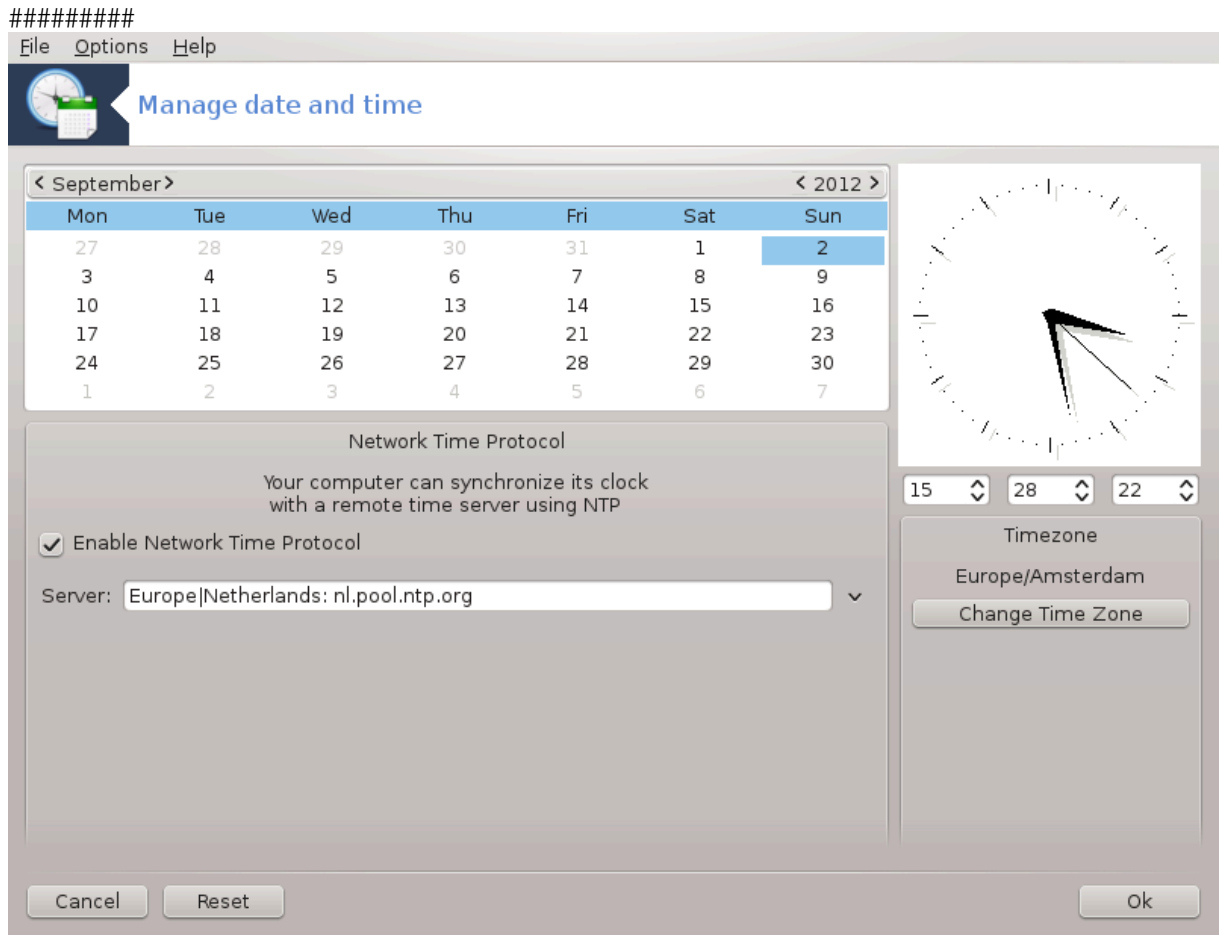 #########
File Options Help
Manage date and time
< September > < 2012 >
Mon Tue Wed Thu Fri Sat Sun
27 28 29 30 31 1 2
3 4 5 6 7 8 9
10 11 12 13 14 15 16
17 18 19 20 21 22 23
24 25 26 27 28 29 30
1 2 3 4 5 6 7
Network Time Protocol
Your computer can synchronize its clock
with a remote time server using NTP
Enable Network Time Protocol
Server: Europe|Netherlands: nl.pool.ntp.org
15 28 22
Timezone
Europe/Amsterdam
Change Time Zone
Cancel Reset Ok